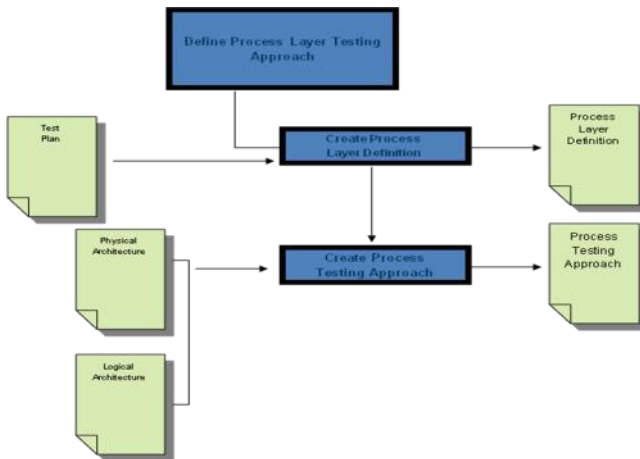 Define Process Layer Testing
Approach
Test
Plan
Create Process
Layer Definition
Process
Layer
Definition
Physical
Architecture
Create Process
Testing Approach
Process
Testing
Approach
Logical
Architecture